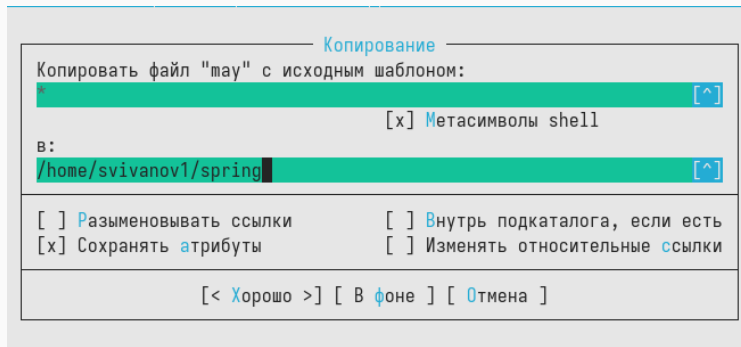 Копирование
Копировать файл "may" с исходным шаблоном:
* [^]
[x] Метасимволы shell
в:
/home/svivanov1/spring [^]
[ ] Разыменовывать ссылки [ ] Внутрь подкаталога, если есть
[x] Сохранять атрибуты [ ] Изменять относительные ссылки
[< Хорошо >] [ В фоне ] [ Отмена ]